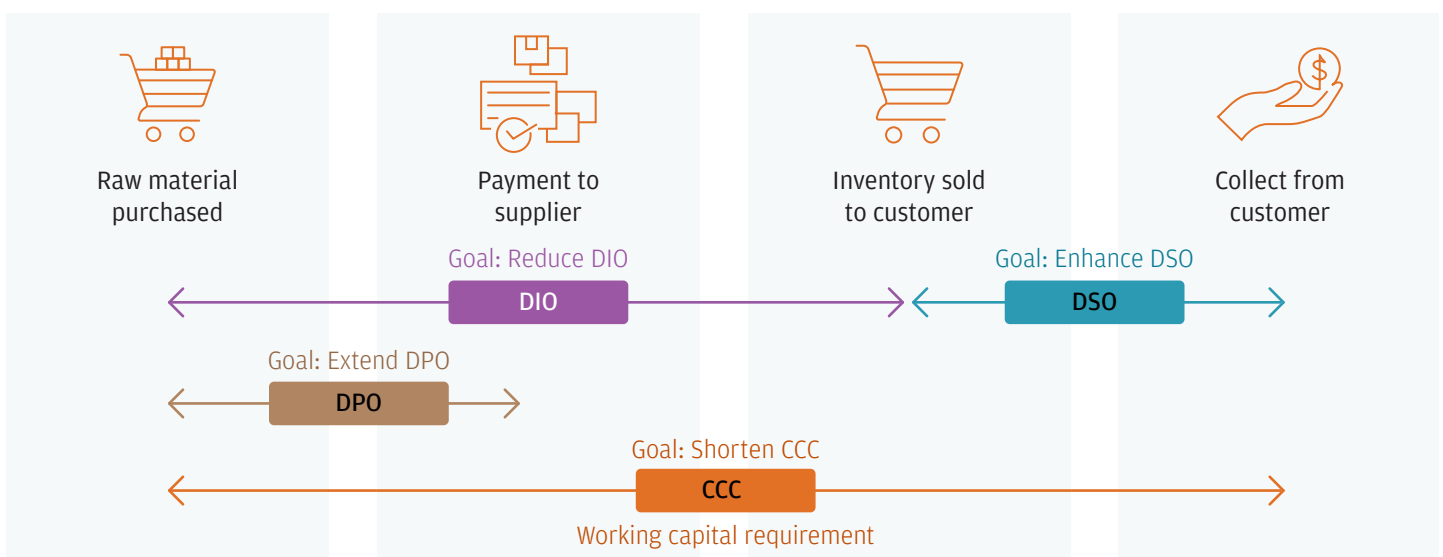 $
Raw material
purchased
Payment to
supplier
Inventory sold
to customer
Collect from
customer
Goal: Reduce DIO
DIO
Goal: Enhance DSO
DSO
Goal: Extend DPO
DPO
Goal: Shorten CCC
CCC
Working capital requirement